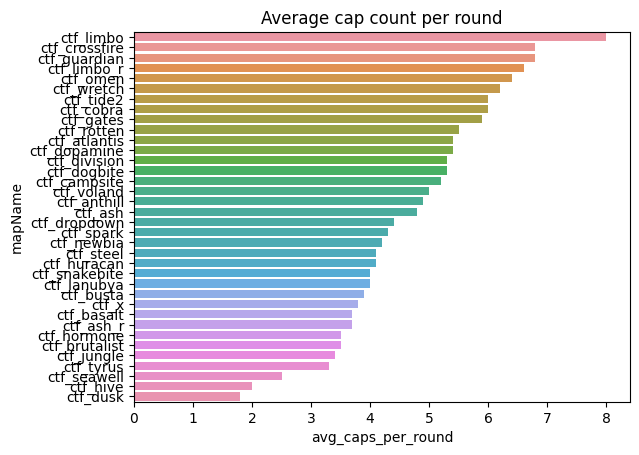 Average cap count per round
ctf_limbo
ctf_crossfire
ctf_guardian
ctf_limbo_r
ctf_omen
ctf_wretch
ctf_tide2
ctf_cobra
ctf_gates
ctf_rotten
ctf_atlantis
ctf_dopamine
ctf_division
ctf_dogbite
ctf_campsite
ctf_voland
ctf_anthill
ctf_ash
ctf_dropdown
ctf_spark
ctf_newbia
ctf_steel
ctf_huracan
ctf_snakebite
ctf_lanubya
ctf_busta
ctf_x
ctf_basalt
ctf_ash_r
ctf_hormone
ctf_brutalist
ctf_jungle
ctf_tyrus
ctf_seawell
ctf_hive
ctf_dusk
mapName
0 1 2 3 4 5 6 7 8
avg_caps_per_round